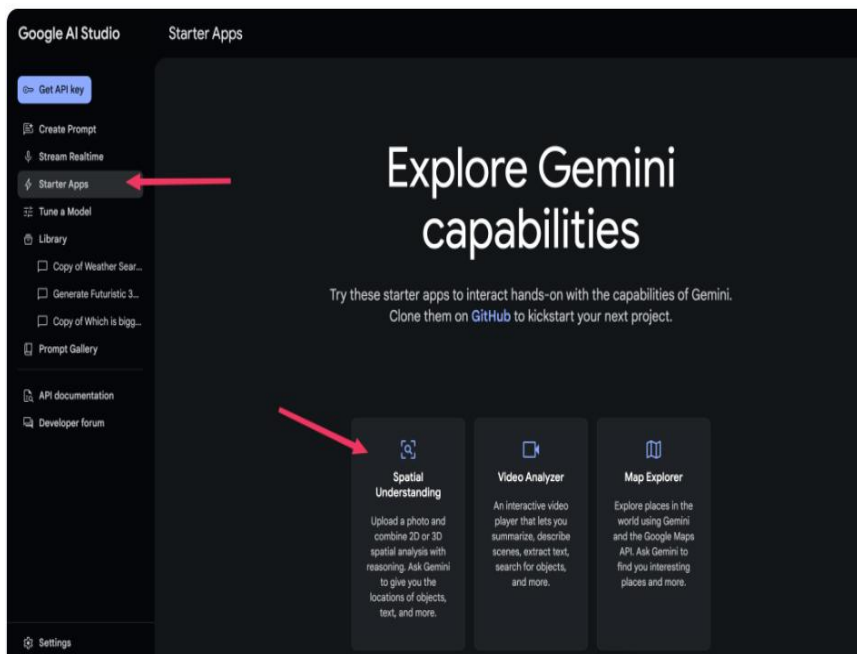 Google AI Studio
Starter Apps
Get API key
Create Prompt
Stream Realtime
Starter Apps
Tune a Model
Library
Copy of Weather Sear...
Generate Futuristic 3...
Copy of Which is bigg...
Prompt Gallery
API documentation
Developer forum
Settings
Explore Gemini
capabilities
Try these starter apps to interact hands-on with the capabilities of Gemini.
Clone them on GitHub to kickstart your next project.
Spatial
Understanding
Upload a photo and
combine 2D or 3D
spatial analysis with
reasoning. Ask Gemini
to give you the
locations of objects,
text, and more.
Video Analyzer
An interactive video
player that lets you
summarize, describe
scenes, extract text,
search for objects,
and more.
Map Explorer
Explore places in the
world using Gemini
and the Google Maps
API. Ask Gemini to
find you interesting
places and more.